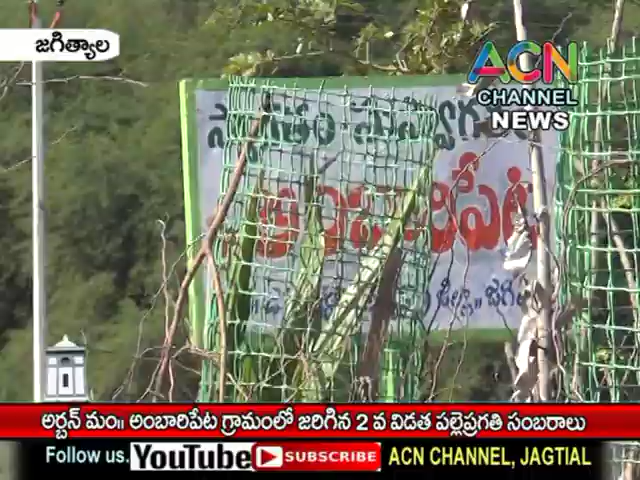 జగిత్యాల
ACN
CHANNEL
NEWS
అంబారిపేట
అర్బన్ మం॥ అంబారిపేట గ్రామంలో జరిగిన 2 వ విడత పల్లెప్రగతి సంబరాలు
Follow us. YouTube SUBSCRIBE ACN CHANNEL, JAGTIAL